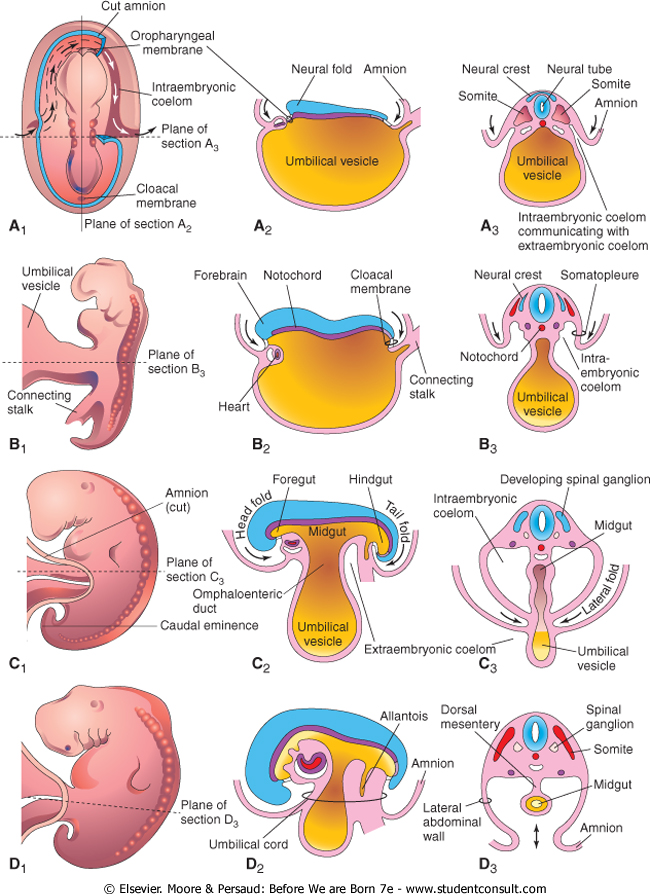 Cut amnion
Oropharyngeal
membrane
Intraembryonic
coelom
Plane of
section A3
Cloacal
membrane
Plane of section A2
A1
Neural fold
Amnion
Umbilical vesicle
A2
Neural crest
Neural tube
Somite
Somite
Amnion
Umbilical
vesicle
Intraembryonic coelom
communicating with
extraembryonic coelom
A3
Umbilical
vesicle
Plane of
section B3
Connecting
stalk
B1
Forebrain
Notochord
Cloacal
membrane
Heart
Connecting
stalk
B2
Neural crest
Somatopleure
Notochord
Intra-
embryonic
coelom
Umbilical
vesicle
B3
Amnion
(cut)
Plane of
section C3
Caudal eminence
C1
Foregut
Hindgut
Head fold
Tail fold
Midgut
Omphaloenteric
duct
Umbilical
vesicle
Extraembryonic coelom
C2
Developing spinal ganglion
Intraembryonic
coelom
Midgut
Lateral fold
Umbilical
vesicle
C3
Plane of
section D3
D1
Allantois
Amnion
Umbilical cord
D2
Dorsal
mesentery
Spinal
ganglion
Somite
Midgut
Lateral
abdominal
wall
Amnion
D3
© Elsevier. Moore & Persaud: Before We are Born 7e - www.studentconsult.com